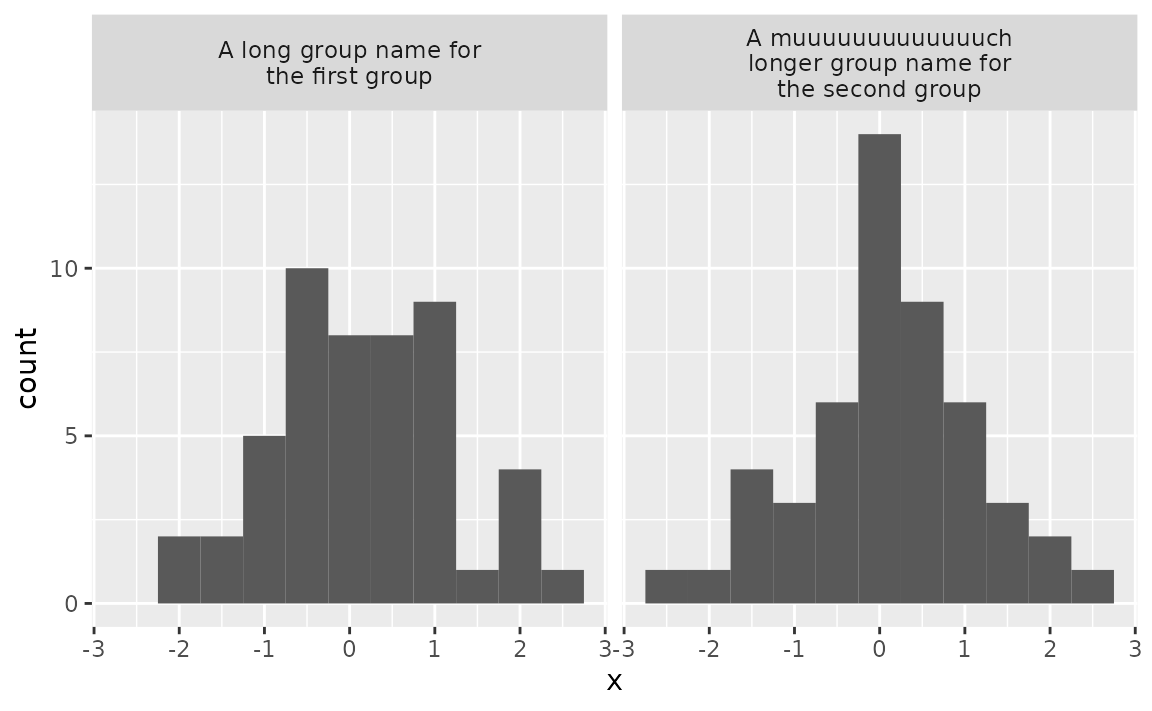 A long group name for
the first group
A muuuuuuuuuuuuuch
longer group name for
the second group
count
10
5
0
-3 -2 -1 0 1 2 3
-3 -2 -1 0 1 2 3
x